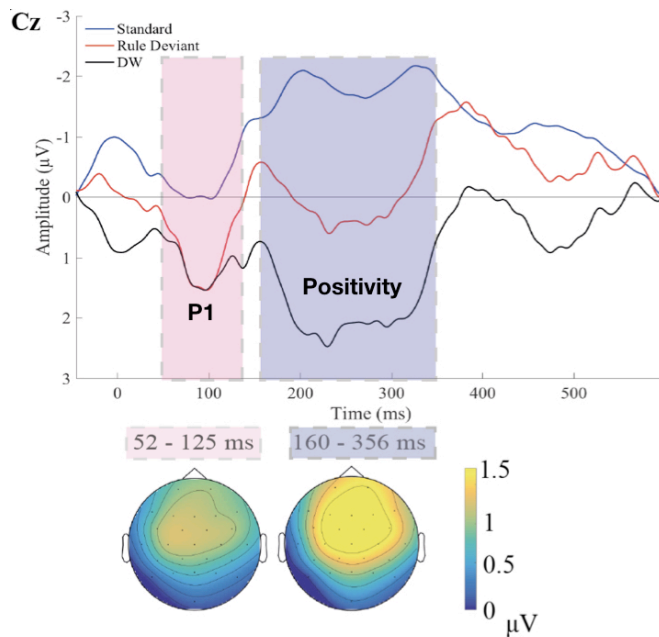 Cz
-3
-2
-1
0
1
2
3
Amplitude (µV)
Standard
Rule Deviant
DW
P1
Positivity
0
100
200
300
400
500
Time (ms)
52 - 125 ms
160 - 356 ms
1.5
1
0.5
0
µV